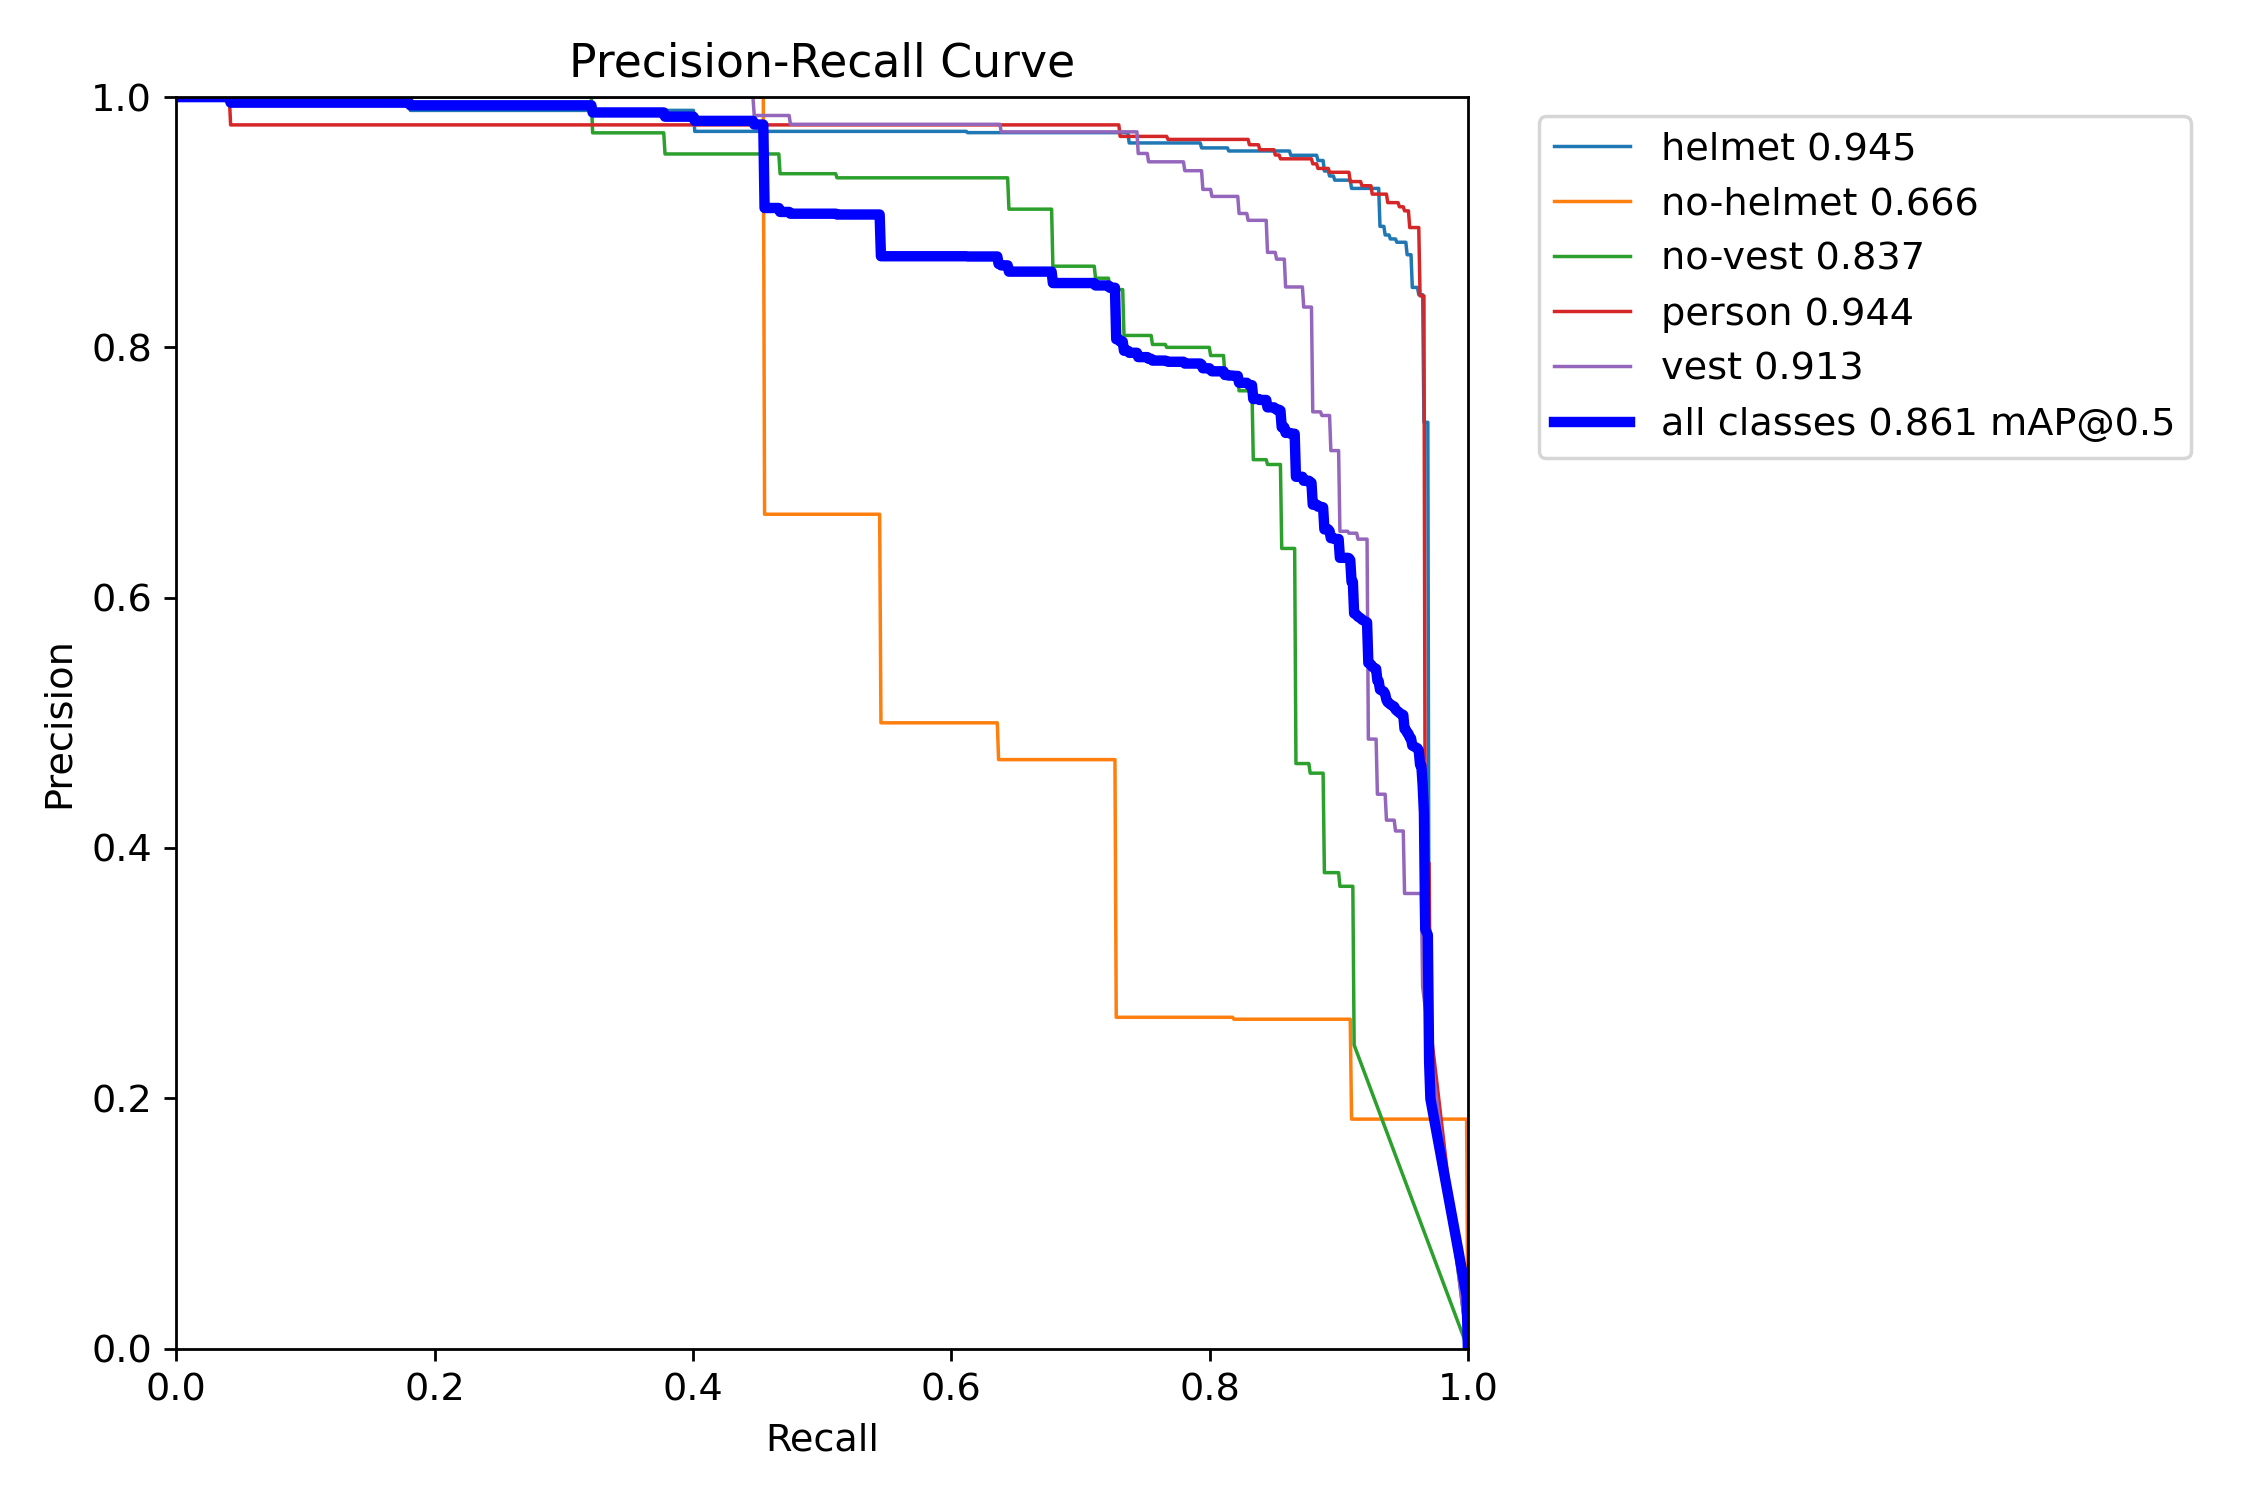 Precision-Recall Curve
1.0
0.8
0.6
0.4
0.2
0.0
Precision
0.0 0.2 0.4 0.6 0.8 1.0
Recall
helmet 0.945
no-helmet 0.666
no-vest 0.837
person 0.944
vest 0.913
all classes 0.861 mAP@0.5